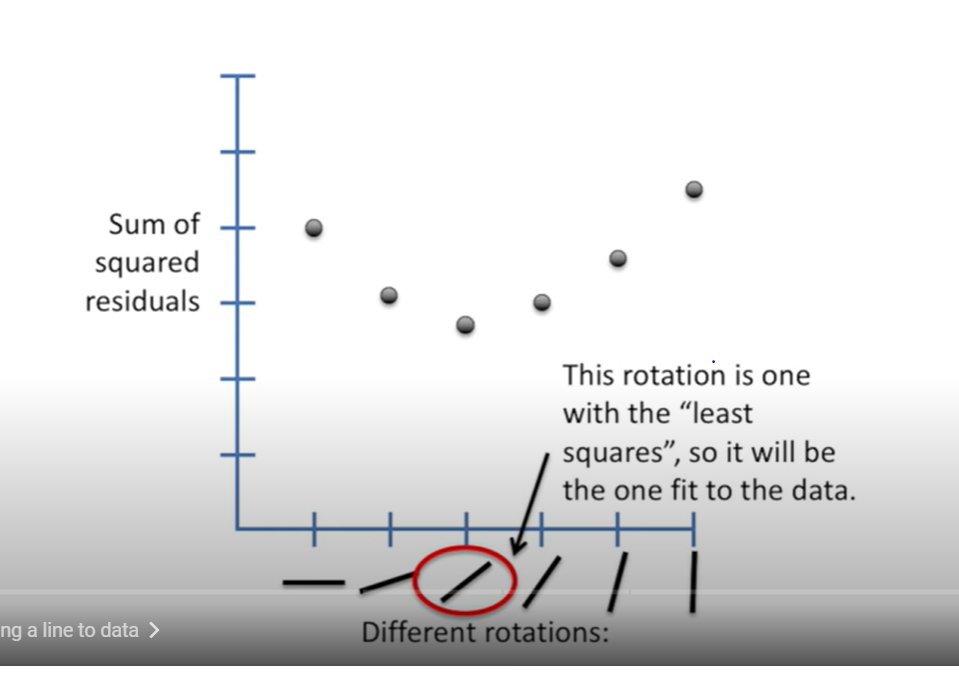 Sum of
squared
residuals
This rotation is one
with the “least
squares”, so it will be
the one fit to the data.
ng a line to data
Different rotations: